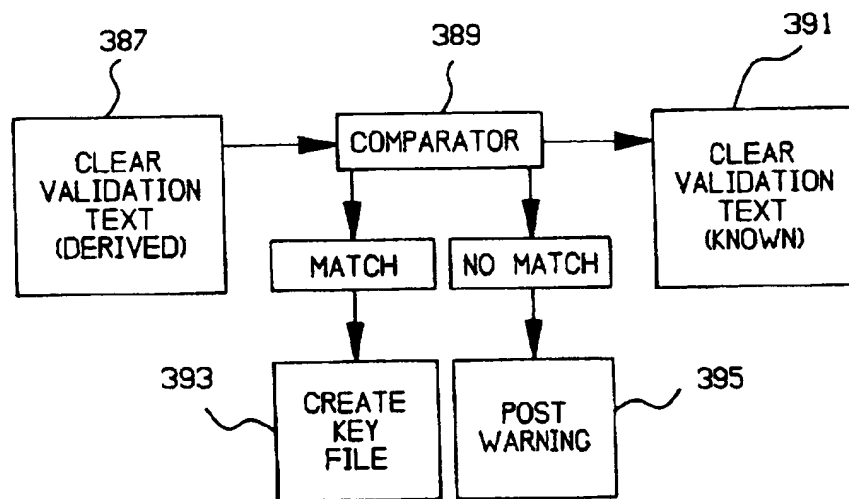 387
389
391
CLEAR
VALIDATION
TEXT
(DERIVED)
COMPARATOR
CLEAR
VALIDATION
TEXT
(KNOWN)
MATCH
NO MATCH
393
395
CREATE
KEY
FILE
POST
WARNING